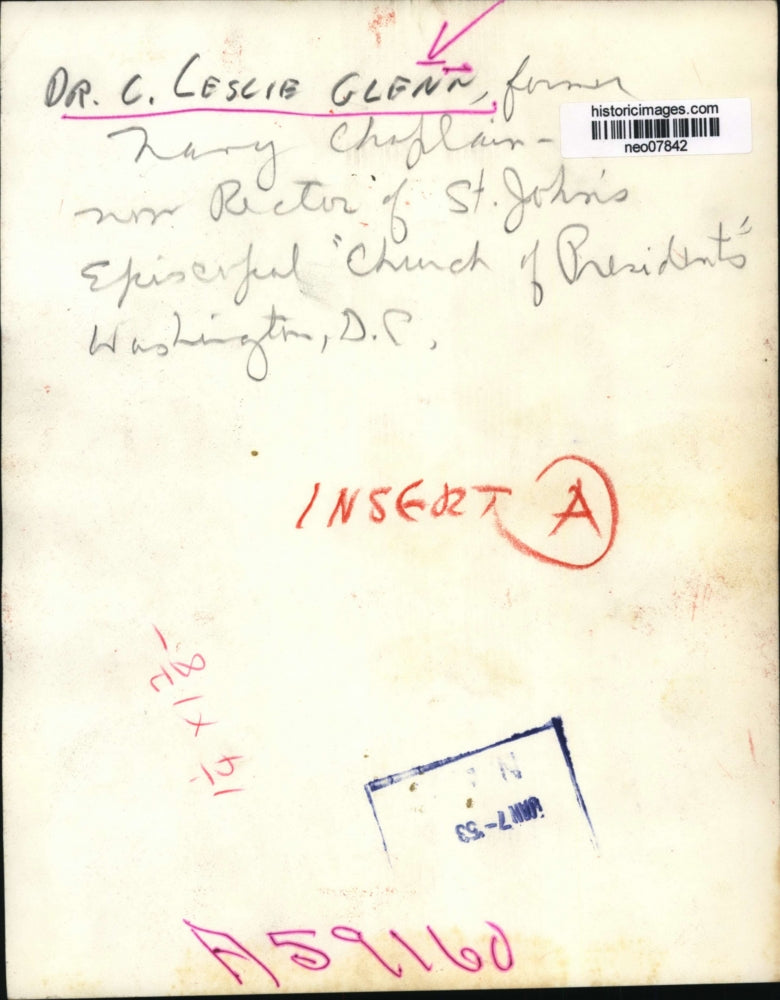 DR. C. LESLIE GLENN, former
historicimages.com
neo07842
Navy Chaplain-
now Rector of St. John's
Episcopal "Church of Presidents"
Washington, D.C.
INSERT A
JAN 7-'53
A59160